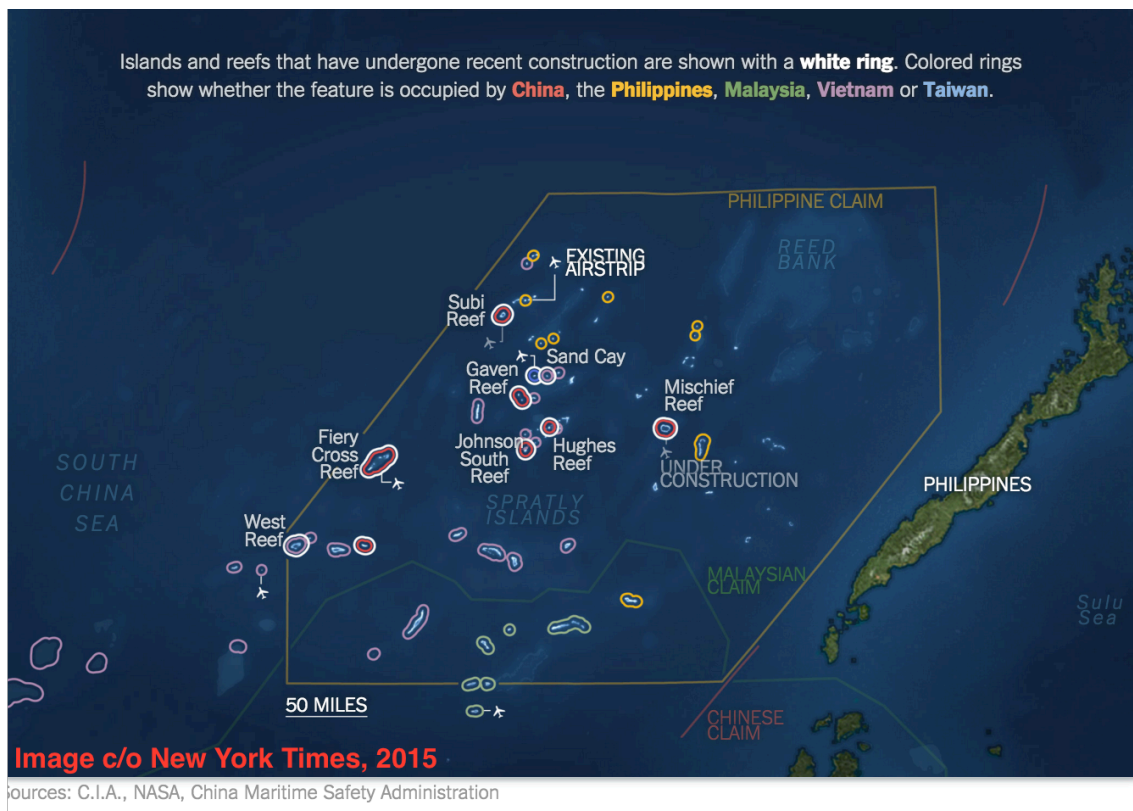 Islands and reefs that have undergone recent construction are shown with a white ring. Colored rings
show whether the feature is occupied by China, the Philippines, Malaysia, Vietnam or Taiwan.
PHILIPPINE CLAIM
REED
BANK
EXISTING
AIRSTRIP
Subi
Reef
Sand Cay
Gaven
Reef
Mischief
Reef
Fiery
Cross
Reef
Johnson
South
Reef
Hughes
Reef
UNDER
CONSTRUCTION
SOUTH
CHINA
SEA
PHILIPPINES
SPRATLY
ISLANDS
West
Reef
MALAYSIAN
CLAIM
Sulu
Sea
50 MILES
CHINESE
CLAIM
Image c/o New York Times, 2015
Sources: C.I.A., NASA, China Maritime Safety Administration